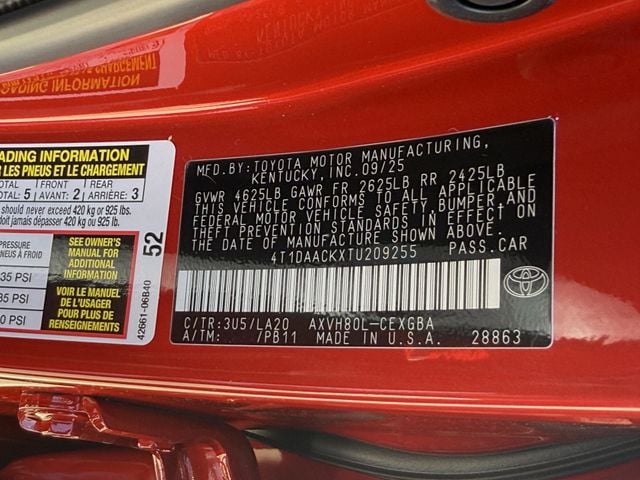 MFD.BY: TOYOTA MOTOR MANUFACTURING,
KENTUCKY, INC. 09/25
GVWR 4625LB GAWR FR 2625LB RR 2425LB
THIS VEHICLE CONFORMS TO ALL APPLICABLE
FEDERAL MOTOR VEHICLE SAFETY, BUMPER, AND
THEFT PREVENTION STANDARDS IN EFFECT ON
THE DATE OF MANUFACTURE SHOWN ABOVE.
4T1DAACKXTU209255 PASS.CAR
C/TR: 3U5/LA20 AXVH80L-CEXGBA
A/TM: /PB11 MADE IN U.S.A. 28863
TOYOTA
ADING INFORMATION
R LES PNEUS ET LE CHARGEMENT
TOTAL 5 FRONT AVANT: 2 REAR ARRIÈRE: 3
should never exceed 420 kg or 925 lbs.
doit jamais dépasser 420 kg ou 925 lb.
PRESSURE
35 PSI
35 PSI
0 PSI
SEE OWNER'S
MANUAL FOR
ADDITIONAL
INFORMATION
VOIR LE MANUEL
DE L'USAGER
POUR PLUS DE
RENSEIGNEMENTS
52
42661-06B40